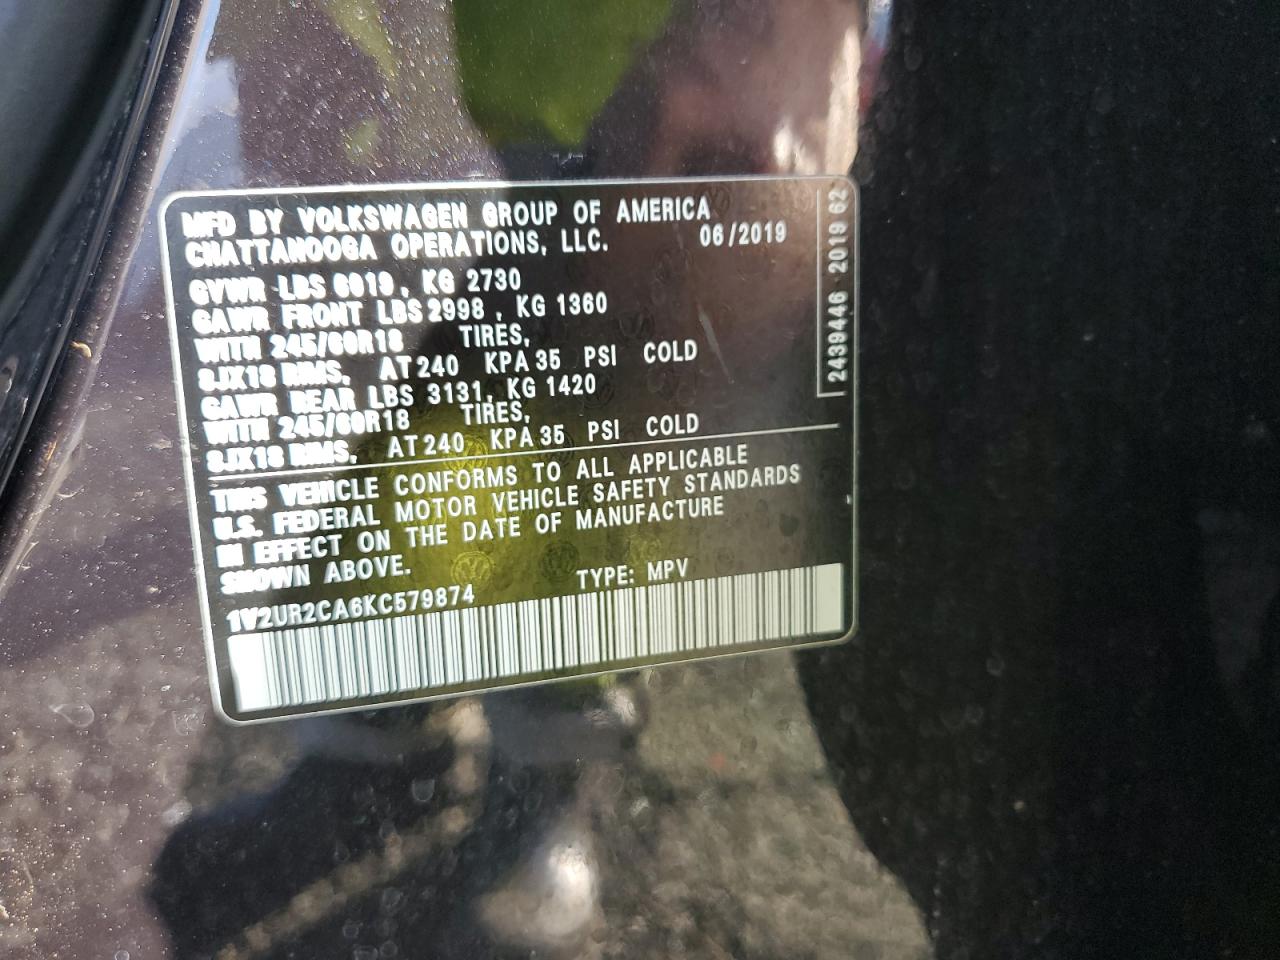 MFD BY VOLKSWAGEN GROUP OF AMERICA
CHATTANOOGA OPERATIONS, LLC. 06/2019
GVWR LBS 6019, KG 2730
GAWR FRONT LBS 2998, KG 1360
WITH 245/60R18 TIRES,
8JX18 RIMS, AT 240 KPA 35 PSI COLD
GAWR REAR LBS 3131, KG 1420
WITH 245/60R18 TIRES,
8JX18 RIMS, AT 240 KPA 35 PSI COLD
THIS VEHICLE CONFORMS TO ALL APPLICABLE
U.S. FEDERAL MOTOR VEHICLE SAFETY STANDARDS
IN EFFECT ON THE DATE OF MANUFACTURE
SHOWN ABOVE.
1V2UR2CA6KC579874 TYPE: MPV
2439446 2019 62